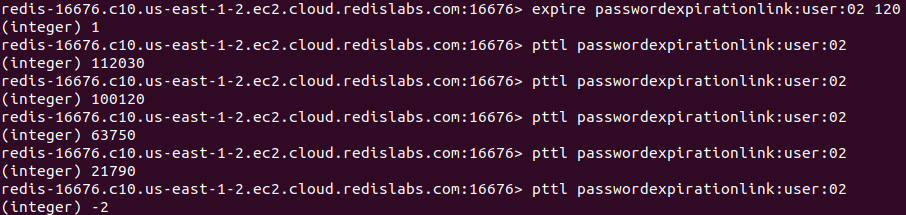 redis-16676.c10.us-east-1-2.ec2.cloud.redislabs.com:16676> expire passwordexpirationlink:user:02 120
(integer) 1
redis-16676.c10.us-east-1-2.ec2.cloud.redislabs.com:16676> pttl passwordexpirationlink:user:02
(integer) 112030
redis-16676.c10.us-east-1-2.ec2.cloud.redislabs.com:16676> pttl passwordexpirationlink:user:02
(integer) 100120
redis-16676.c10.us-east-1-2.ec2.cloud.redislabs.com:16676> pttl passwordexpirationlink:user:02
(integer) 63750
redis-16676.c10.us-east-1-2.ec2.cloud.redislabs.com:16676> pttl passwordexpirationlink:user:02
(integer) 21790
redis-16676.c10.us-east-1-2.ec2.cloud.redislabs.com:16676> pttl passwordexpirationlink:user:02
(integer) -2